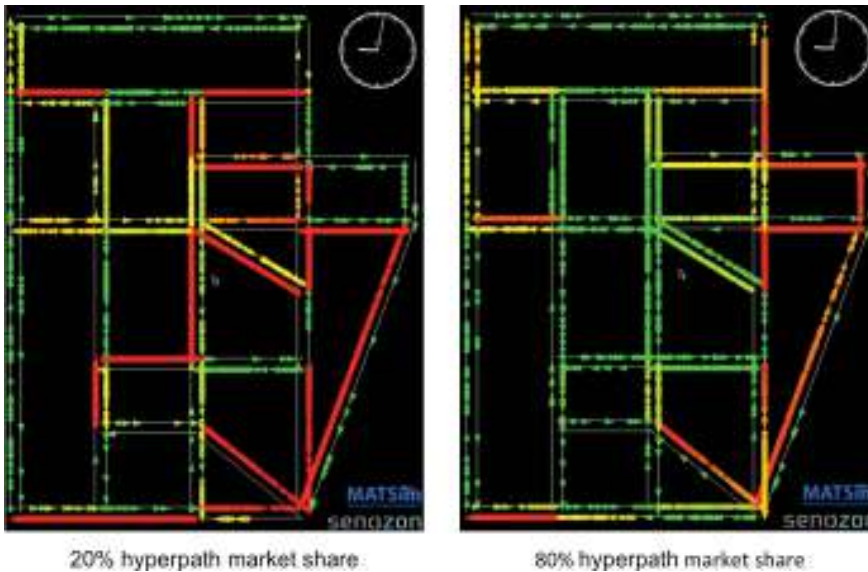 MATSim
senozon
MATSim
senozon
20% hyperpath market share
80% hyperpath market share